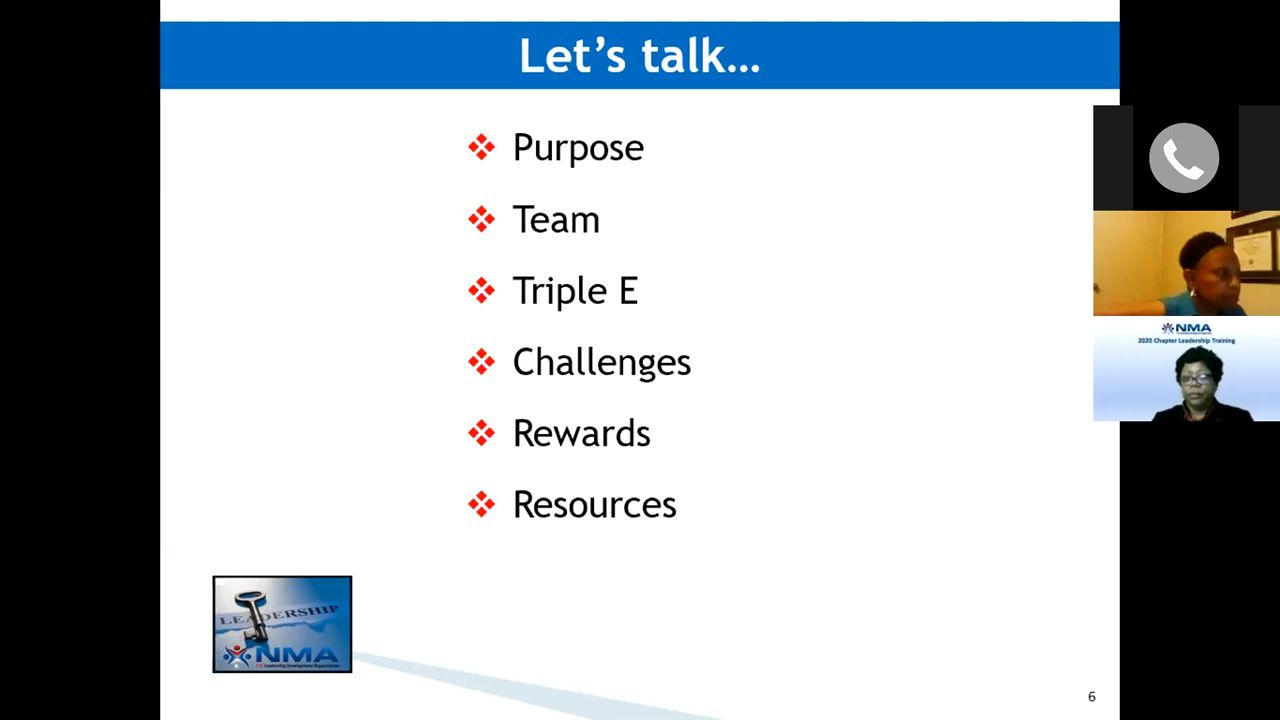 Let's talk...
Purpose
Team
Triple E
Challenges
Rewards
Resources
LEADERSHIP
NMA
THE Leadership Development Organization
6
NMA
2020 Chapter Leadership Training